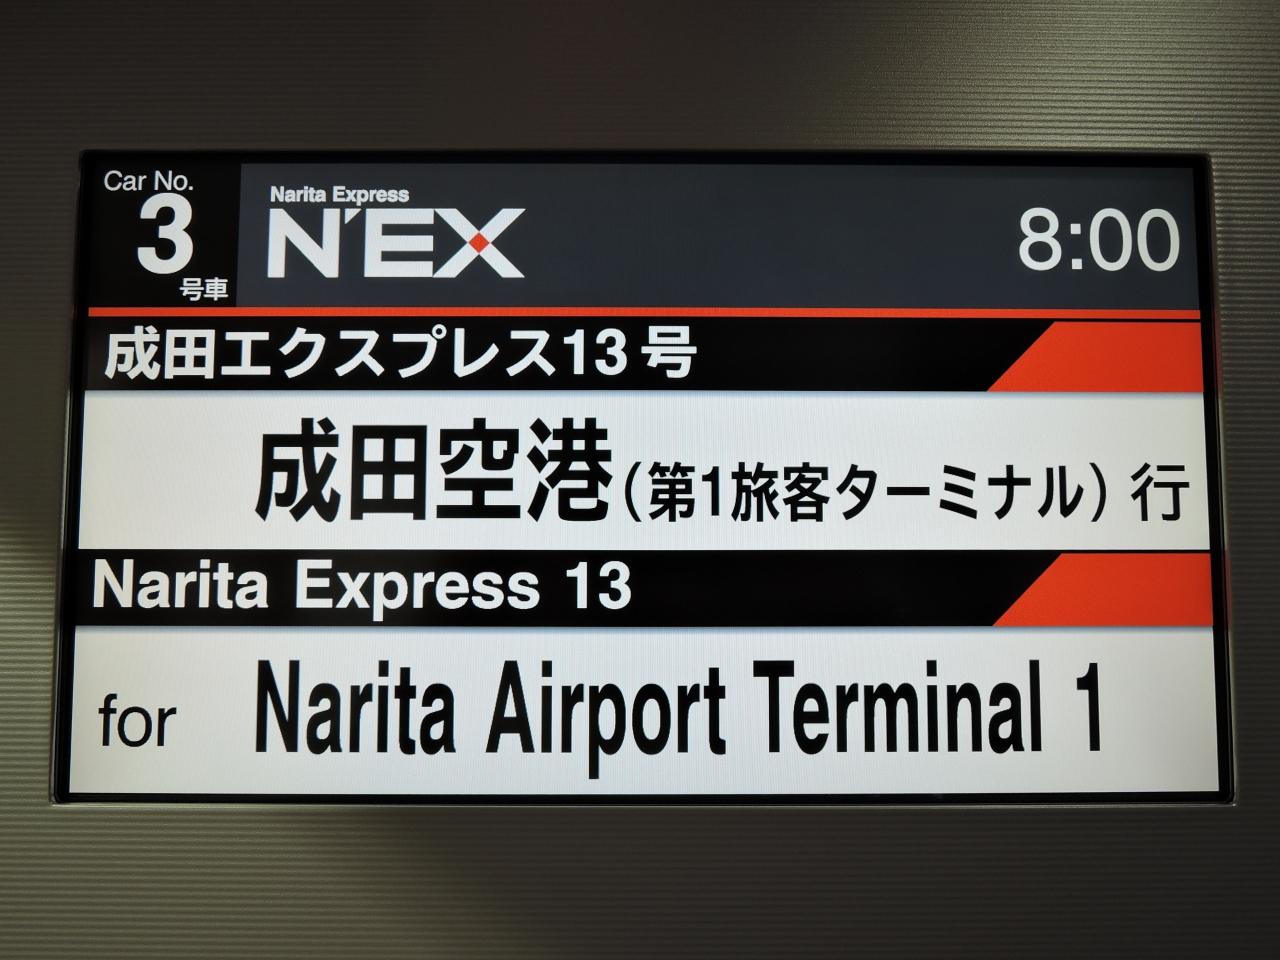 Car No.
3
号車
Narita Express
N'EX
8:00
成田エクスプレス13号
成田空港(第1旅客ターミナル) 行
Narita Express 13
for Narita Airport Terminal 1